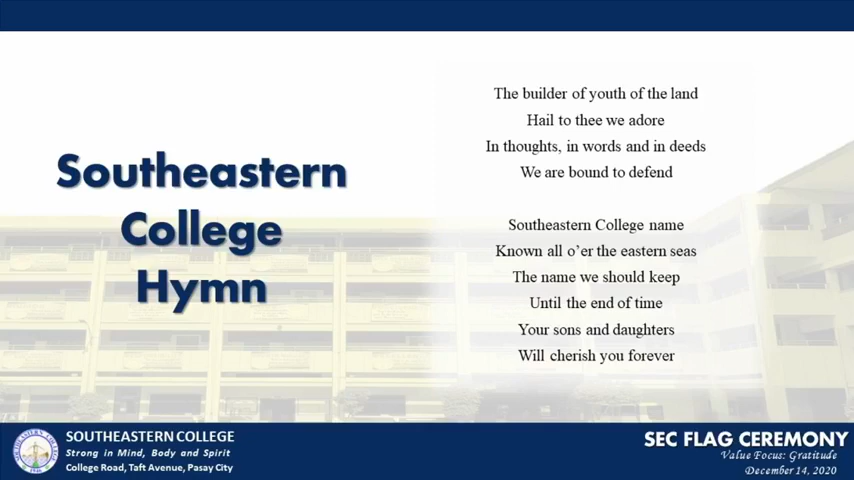 Southeastern
College
Hymn
The builder of youth of the land
Hail to thee we adore
In thoughts, in words and in deeds
We are bound to defend
Southeastern College name
Known all o’er the eastern seas
The name we should keep
Until the end of time
Your sons and daughters
Will cherish you forever
SOUTHEASTERN COLLEGE
Strong in Mind, Body and Spirit
College Road, Taft Avenue, Pasay City
SEC FLAG CEREMONY
Value Focus: Gratitude
December 14, 2020